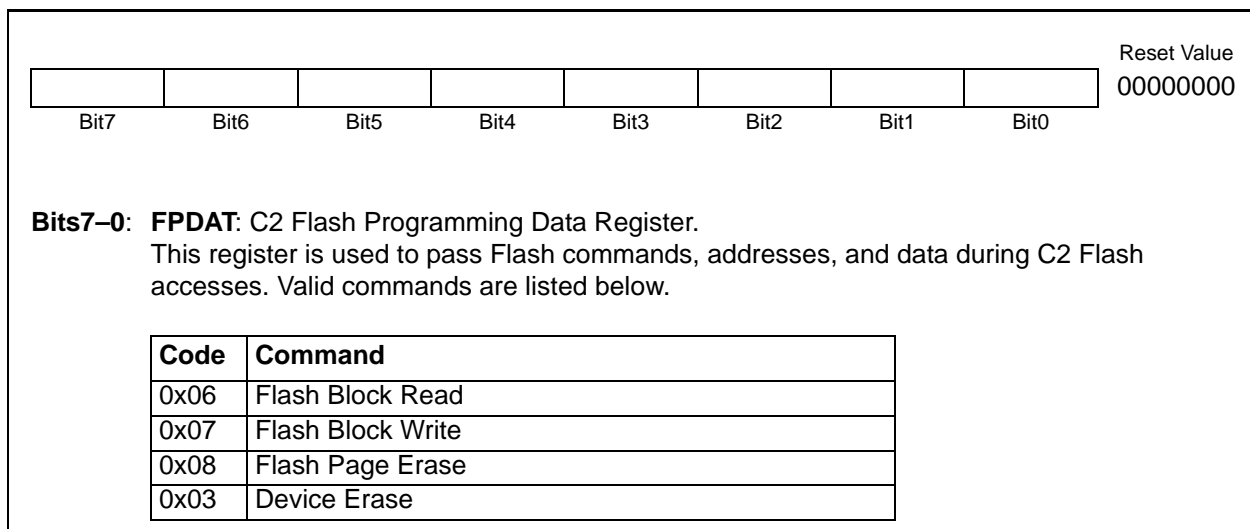 Reset Value
00000000
Bit7 Bit6 Bit5 Bit4 Bit3 Bit2 Bit1 Bit0
Bits7–0: FPDAT: C2 Flash Programming Data Register.
This register is used to pass Flash commands, addresses, and data during C2 Flash
accesses. Valid commands are listed below.
Code Command
0x06 Flash Block Read
0x07 Flash Block Write
0x08 Flash Page Erase
0x03 Device Erase